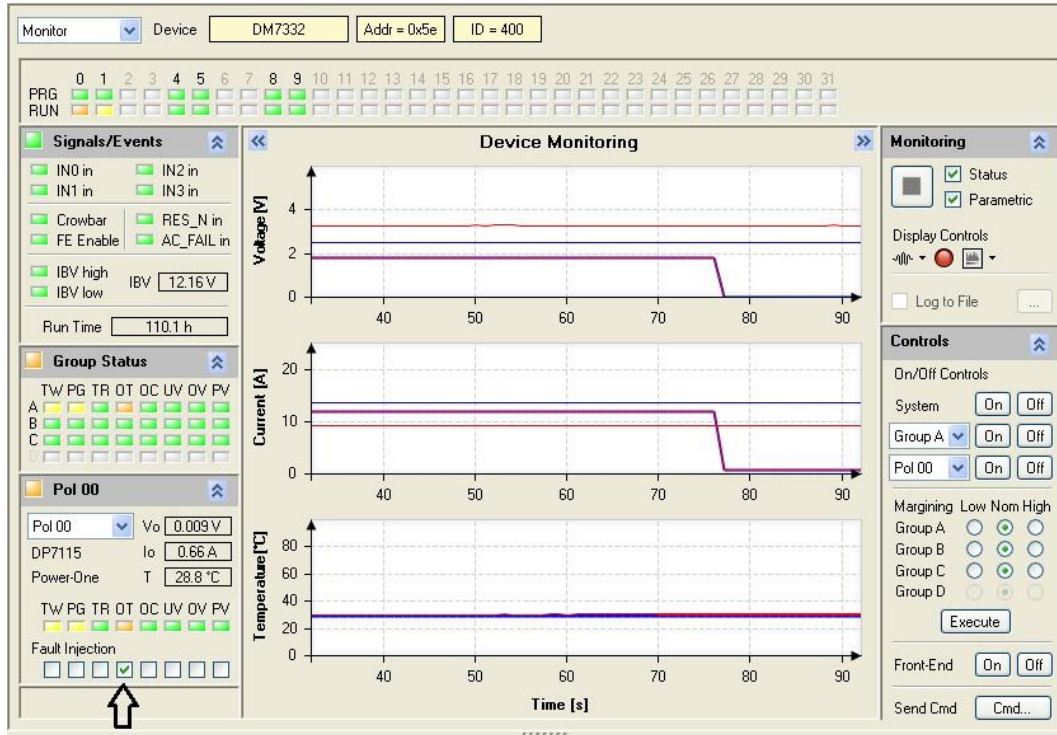 Monitor Device DM7332 Addr = 0x5e ID = 400
0 1 2 3 4 5 6 7 8 9 10 11 12 13 14 15 16 17 18 19 20 21 22 23 24 25 26 27 28 29 30 31
PRG
RUN
Signals/Events
IN0 in IN2 in
IN1 in IN3 in
Crowbar RES_N in
FE Enable AC_FAIL in
IBV high
IBV low
IBV 12.16 V
Run Time 110.1 h
Group Status
TW PG TR OT OC UV OV PV
A
B
C
D
Pol 00
Pol 00 Vo 0.009 V
DP7115 Io 0.66 A
Power-One T 28.8 °C
TW PG TR OT OC UV OV PV
Fault Injection
Device Monitoring
Voltage [V]
4
2
0
40 50 60 70 80 90
Current [A]
20
10
0
40 50 60 70 80 90
Temperature[°C]
80
60
40
20
0
40 50 60 70 80 90
Time [s]
Monitoring
Status
Parametric
Display Controls
Log to File ...
Controls
On/Off Controls
System On Off
Group A On Off
Pol 00 On Off
Margining Low Nom High
Group A
Group B
Group C
Group D
Execute
Front-End On Off
Send Cmd Cmd...